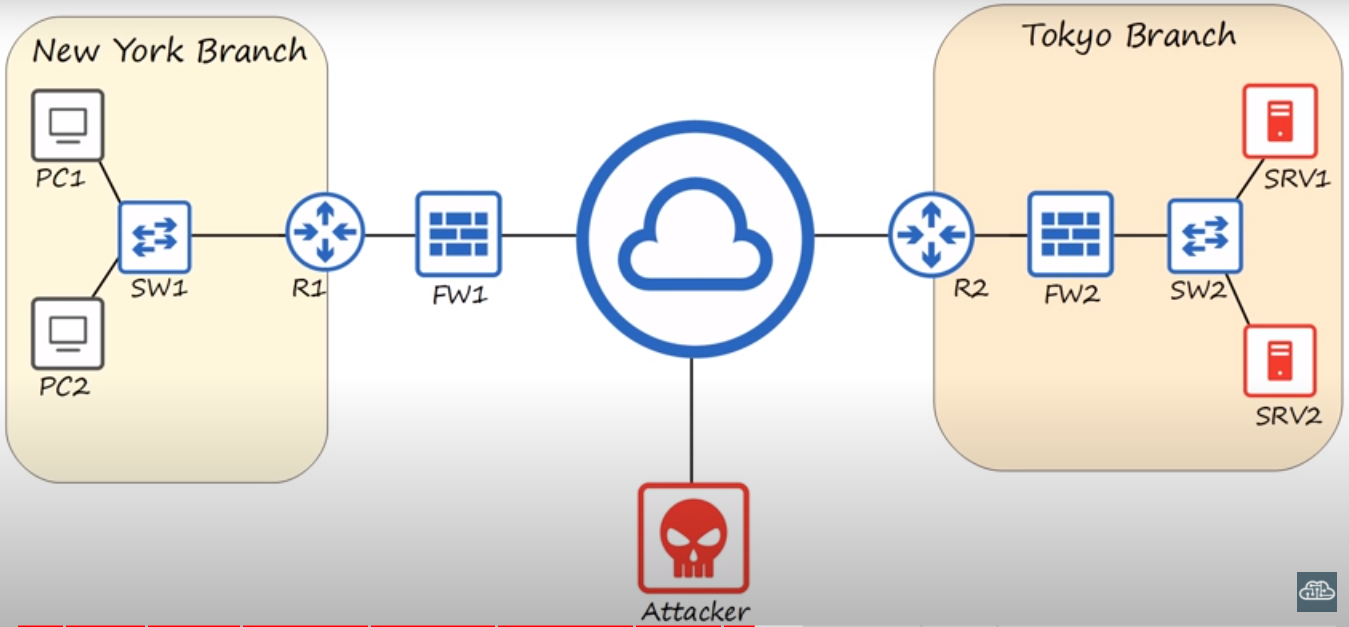 New York Branch
Tokyo Branch
PC1
SRV1
SW1
R1
FW1
R2
FW2
SW2
PC2
SRV2
Attacker